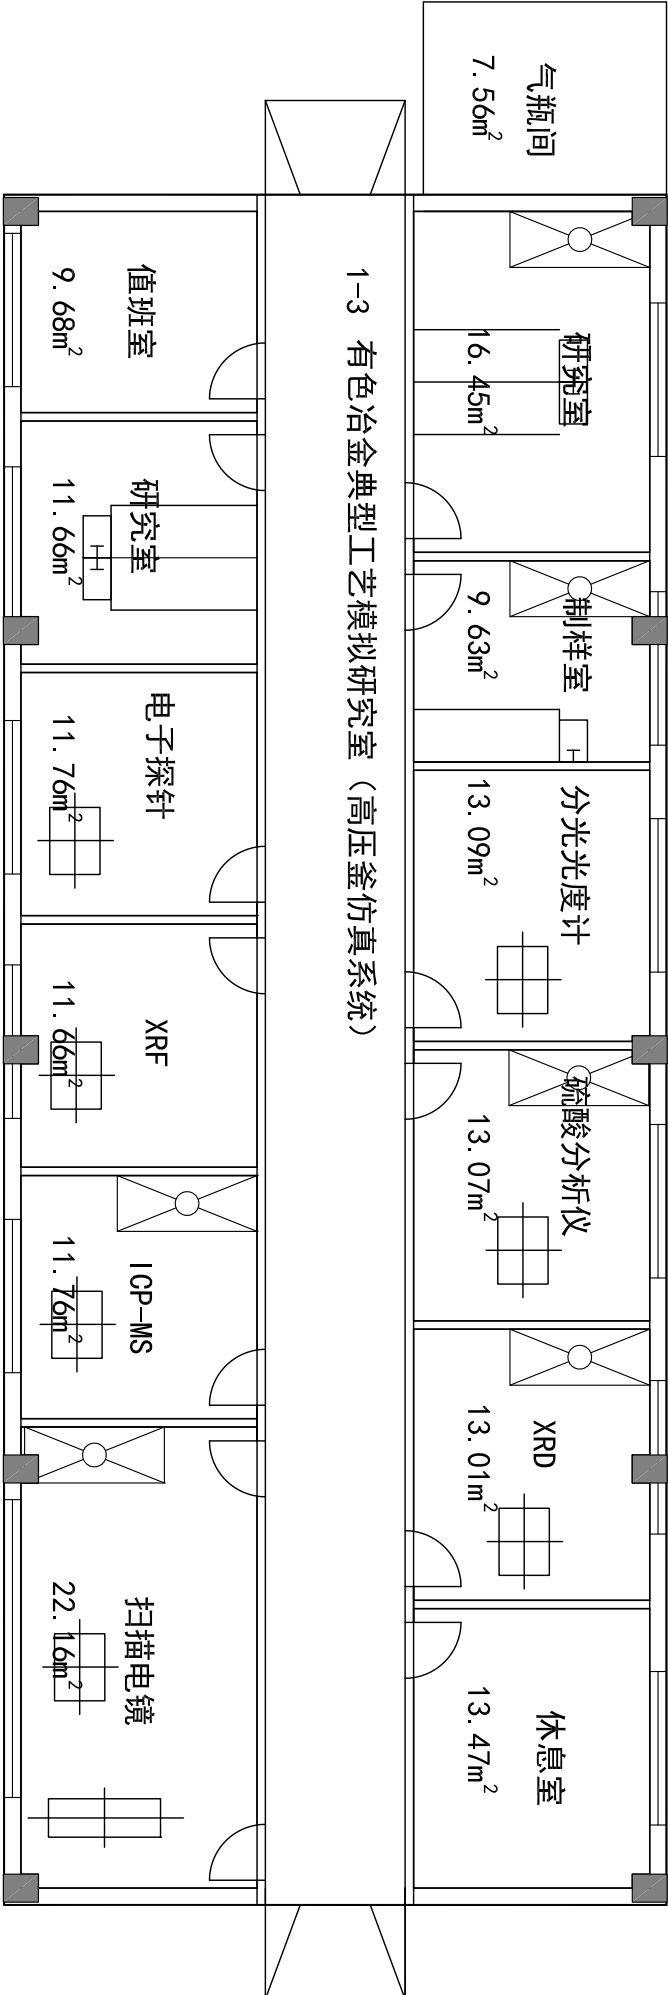 气瓶间
7.56m²
研究室
16.45m²
制样室
9.63m²
分光光度计
13.09m²
硫酸分析仪
13.07m²
XRD
13.01m²
休息室
13.47m²
1-3 有色冶金典型工艺模拟研究室（高压釜仿真系统）
值班室
9.68m²
研究室
11.66m²
电子探针
11.76m²
XRF
11.66m²
ICP-MS
11.76m²
扫描电镜
22.16m²